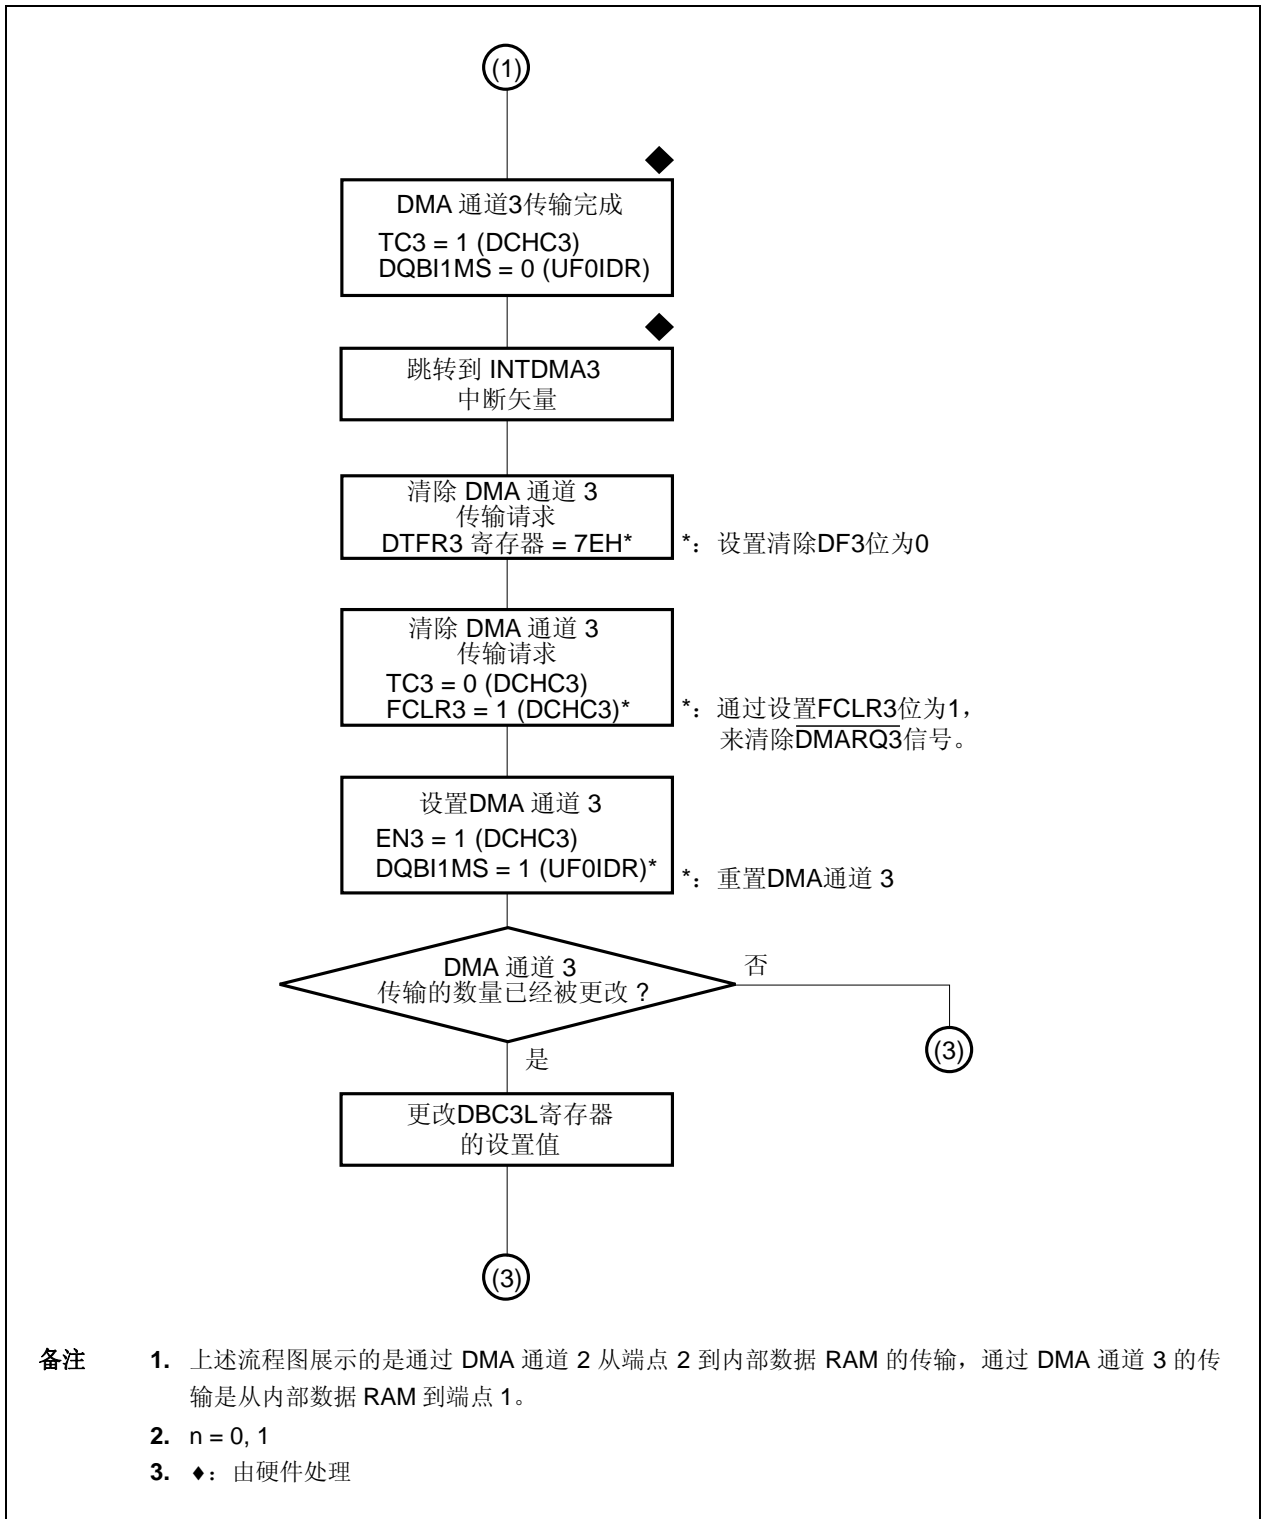 (1)
DMA 通道3传输完成
TC3 = 1 (DCHC3)
DQBI1MS = 0 (UF0IDR)
跳转到 INTDMA3
中断矢量
清除 DMA 通道 3
传输请求
DTFR3 寄存器 = 7EH*
*：设置清除DF3位为0
清除 DMA 通道 3
传输请求
TC3 = 0 (DCHC3)
FCLR3 = 1 (DCHC3)*
*：通过设置FCLR3位为1，
来清除DMARQ3信号。
设置DMA 通道 3
EN3 = 1 (DCHC3)
DQBI1MS = 1 (UF0IDR)*
*：重置DMA通道 3
DMA 通道 3
传输的数量已经被更改？
否
(3)
是
更改DBC3L寄存器
的设置值
(3)
备注 1. 上述流程图展示的是通过 DMA 通道 2 从端点 2 到内部数据 RAM 的传输，通过 DMA 通道 3 的传
输是从内部数据 RAM 到端点 1。
2. n = 0, 1
3. ♦：由硬件处理